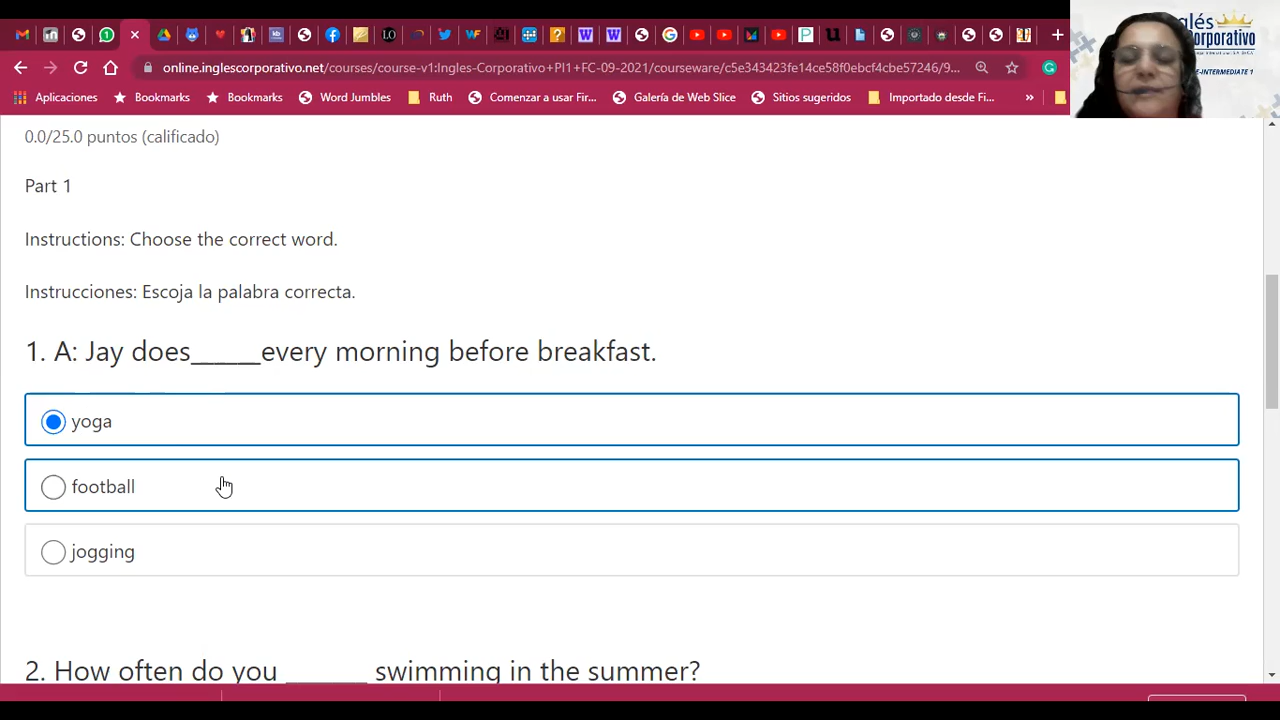 online.inglescorporativo.net/courses/course-v1:Ingles-Corporativo+PI1+FC-09-2021/courseware/c5e343423fe14ce58f0ebcf4cbe57246/9...
Aplicaciones Bookmarks Bookmarks Word Jumbles Ruth Comenzar a usar Fir... Galería de Web Slice Sitios sugeridos Importado desde Fi... »
0.0/25.0 puntos (calificado)
Part 1
Instructions: Choose the correct word.
Instrucciones: Escoja la palabra correcta.
1. A: Jay does______every morning before breakfast.
yoga
football
jogging
2. How often do you _______ swimming in the summer?